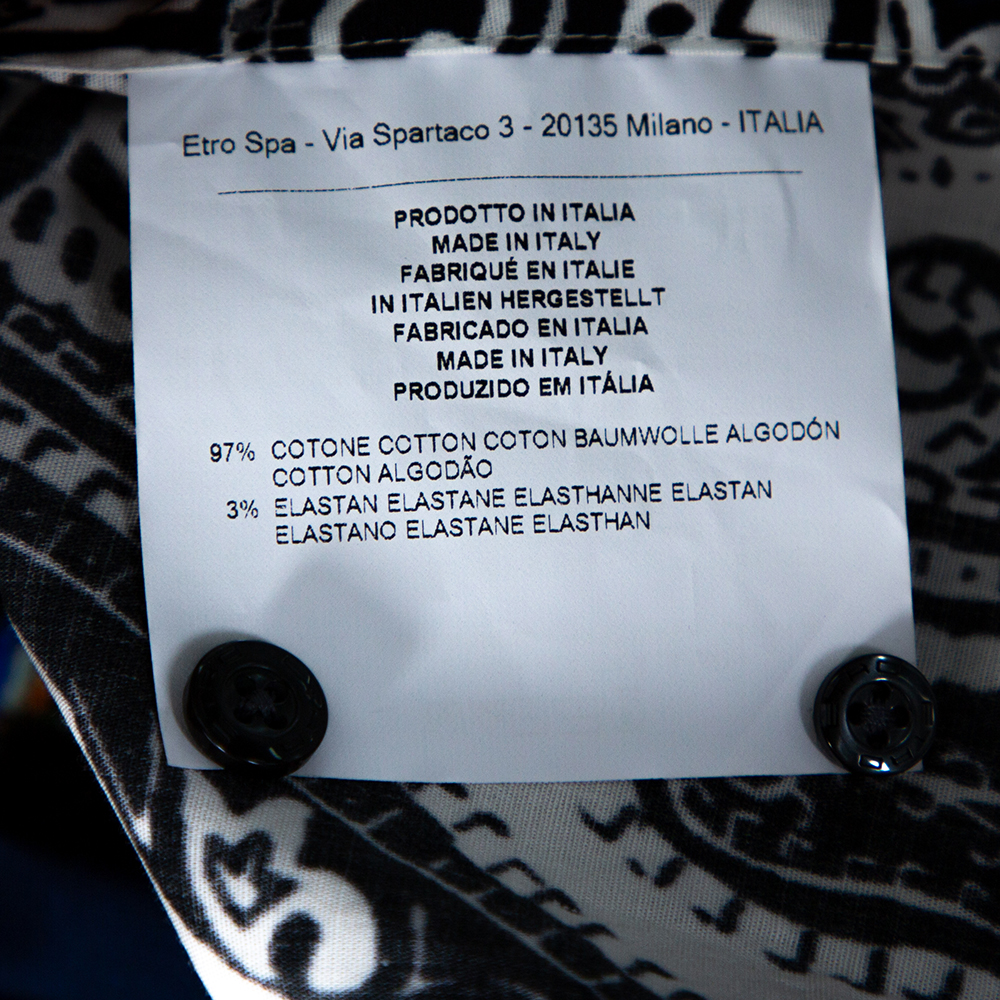 Etro Spa - Via Spartaco 3 - 20135 Milano - ITALIA
PRODOTTO IN ITALIA
MADE IN ITALY
FABRIQUÉ EN ITALIE
IN ITALIEN HERGESTELLT
FABRICADO EN ITALIA
MADE IN ITALY
PRODUZIDO EM ITÁLIA
97% COTONE COTTON COTON BAUMWOLLE ALGODÓN
COTTON ALGODÃO
3% ELASTAN ELASTANE ELASTHANNE ELASTAN
ELASTANO ELASTANE ELASTHAN